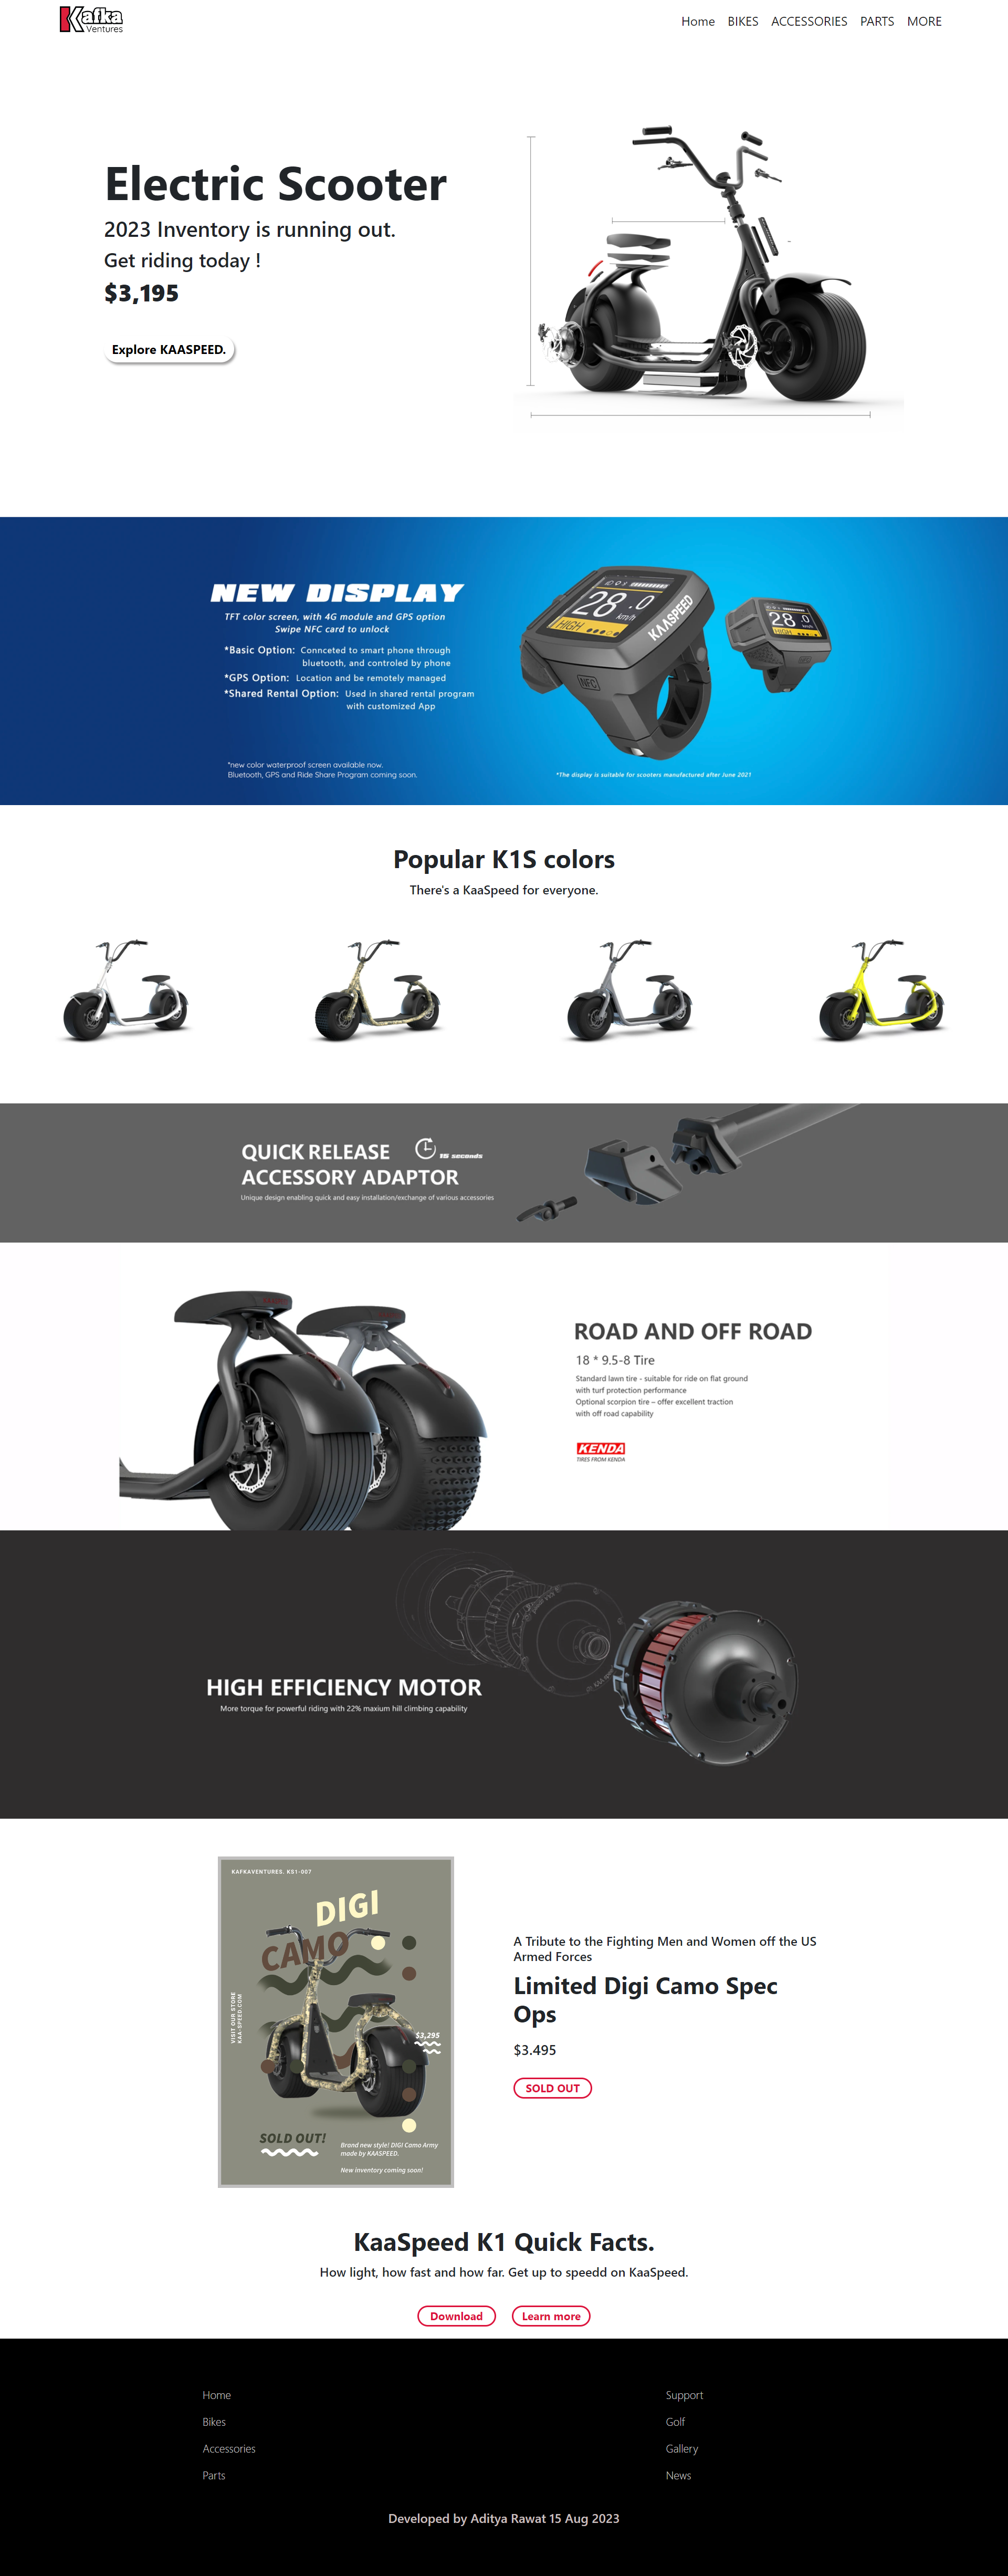 Kafka
Ventures
Home BIKES ACCESSORIES PARTS MORE
Electric Scooter
2023 Inventory is running out.
Get riding today !
$3,195
Explore KAASPEED.
NEW DISPLAY
TFT color screen, with 4G module and GPS option
Swipe NFC card to unlock
*Basic Option: Connceted to smart phone through
bluetooth, and controled by phone
*GPS Option: Location and be remotely managed
*Shared Rental Option: Used in shared rental program
with customized App
*new color waterproof screen available now.
Bluetooth, GPS and Ride Share Program coming soon.
28.0
km/h
HIGH
KAASPEED
NFC
28.0
HIGH
*The display is suitable for scooters manufactured after June 2021
Popular K1S colors
There's a KaaSpeed for everyone.
QUICK RELEASE
15 seconds
ACCESSORY ADAPTOR
Unique design enabling quick and easy installation/exchange of various accessories
ROAD AND OFF ROAD
18 * 9.5-8 Tire
Standard lawn tire - suitable for ride on flat ground
with turf protection performance
Optional scorpion tire – offer excellent traction
with off road capability
KENDA
TIRES FROM KENDA
HIGH EFFICIENCY MOTOR
More torque for powerful riding with 22% maxium hill climbing capability
KAFKAVENTURES. KS1-007
DIGI
CAMO
VISIT OUR STORE
KAA-SPEED.COM
$3,295
SOLD OUT!
Brand new style! DIGI Camo Army
made by KAASPEED.
New inventory coming soon!
A Tribute to the Fighting Men and Women off the US
Armed Forces
Limited Digi Camo Spec
Ops
$3.495
SOLD OUT
KaaSpeed K1 Quick Facts.
How light, how fast and how far. Get up to speedd on KaaSpeed.
Download
Learn more
Home
Bikes
Accessories
Parts
Support
Golf
Gallery
News
Developed by Aditya Rawat 15 Aug 2023